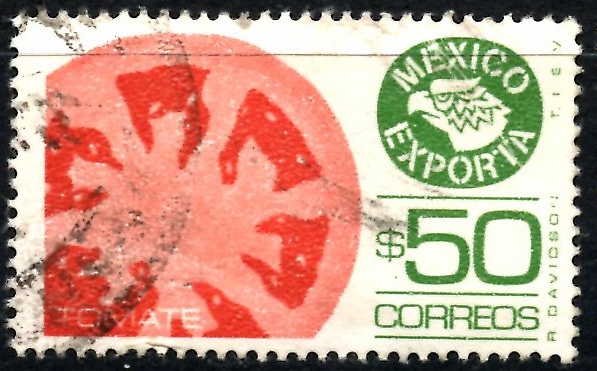 MEXICO
EXPORTA
$50
CORREOS
TOMATE
R DAVIDSON
T.I.E.V